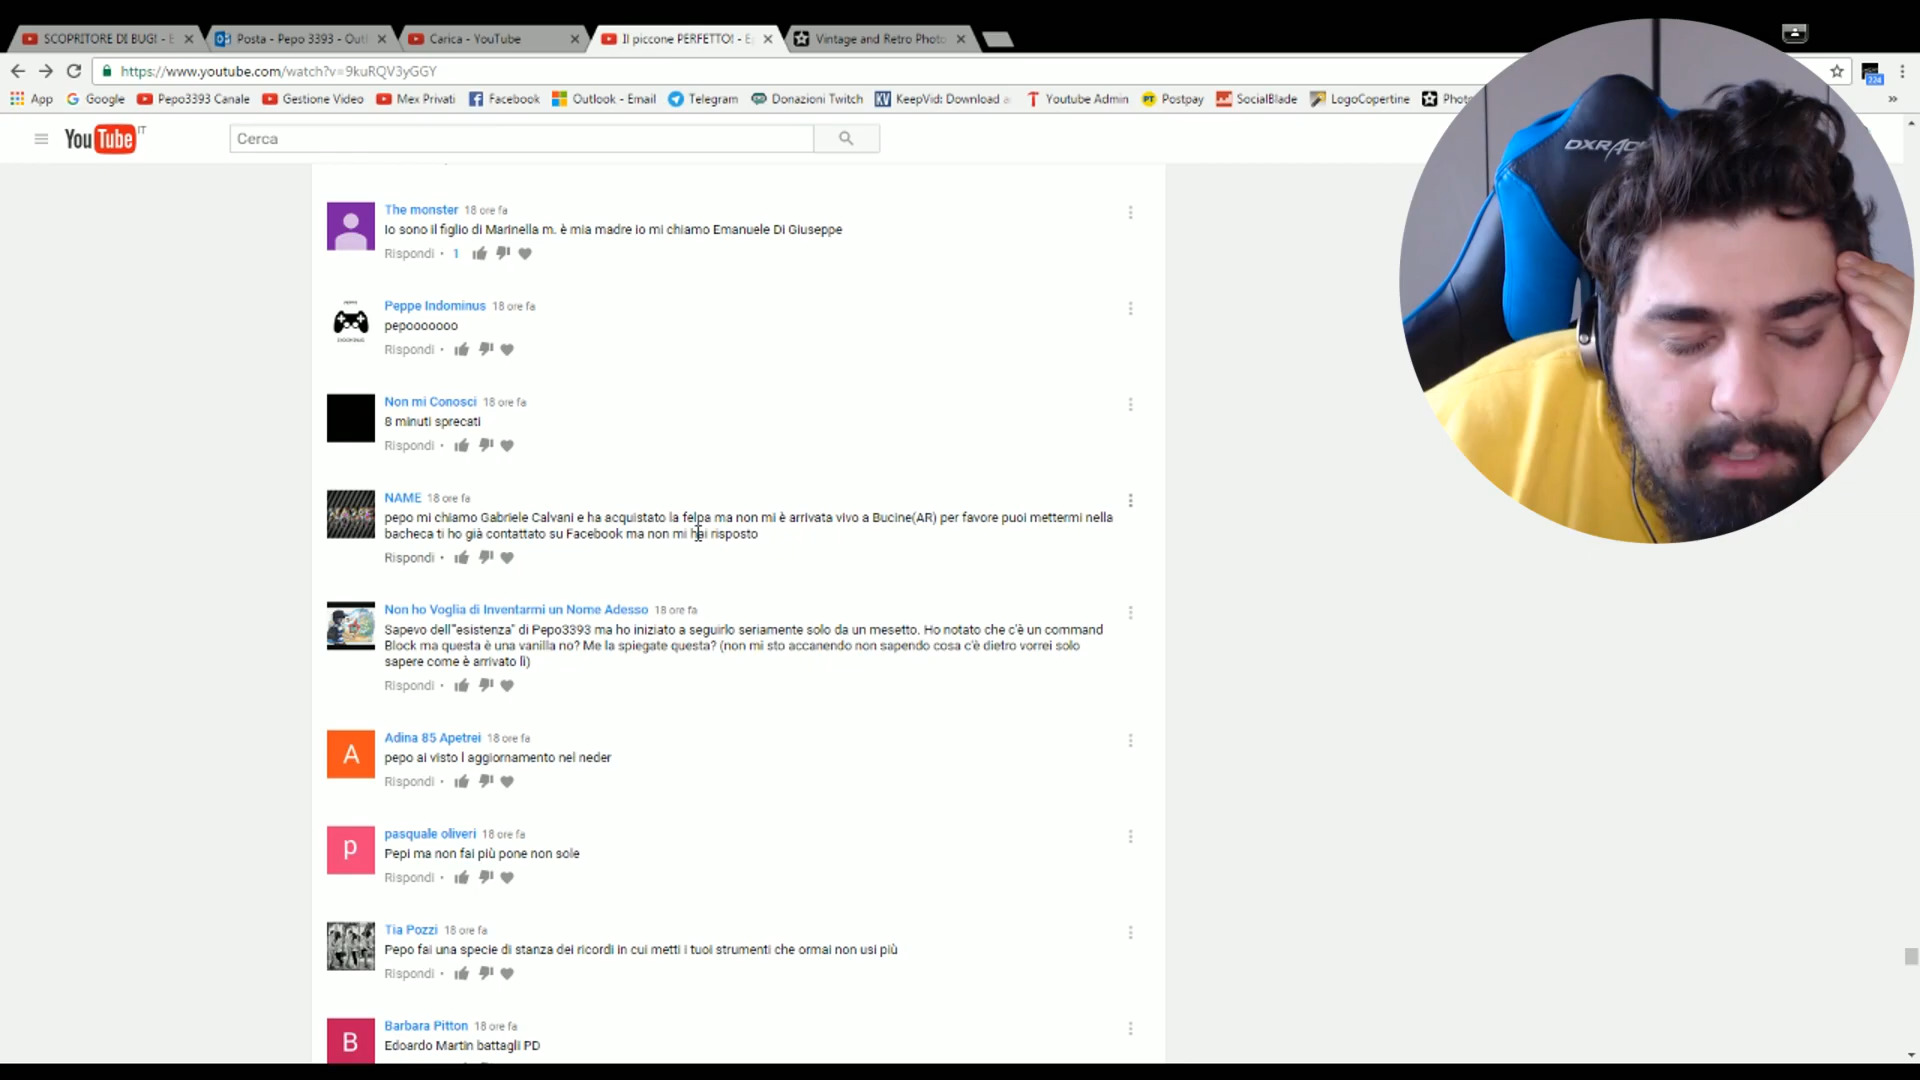 SCOPRITORE DI BUG! - E
Posta - Pepo 3393 - Outl
Carica - YouTube
Il piccone PERFETTO! - E
Vintage and Retro Photo
https://www.youtube.com/watch?v=9kuRQV3yGGY
224
App
Google
Pepo3393 Canale
Gestione Video
Mex Privati
Facebook
Outlook - Email
Telegram
Donazioni Twitch
KeepVid: Download
Youtube Admin
Postpay
SocialBlade
LogoCopertine
YouTube IT
Cerca
The monster 18 ore fa
Io sono il figlio di Marinella m. è mia madre io mi chiamo Emanuele Di Giuseppe
Rispondi • 1
Peppe Indominus 18 ore fa
pepooooooo
Rispondi •
Non mi Conosci 18 ore fa
8 minuti sprecati
Rispondi •
NAME 18 ore fa
pepo mi chiamo Gabriele Calvani e ha acquistato la felpa ma non mi è arrivata vivo a Bucine(AR) per favore puoi mettermi nella
bacheca ti ho già contattato su Facebook ma non mi hai risposto
Rispondi •
Non ho Voglia di Inventarmi un Nome Adesso 18 ore fa
Sapevo dell'"esistenza" di Pepo3393 ma ho iniziato a seguirlo seriamente solo da un mesetto. Ho notato che c'è un command
Block ma questa è una vanilla no? Me la spiegate questa? (non mi sto accanendo non sapendo cosa c'è dietro vorrei solo
sapere come è arrivato lì)
Rispondi •
A
Adina 85 Apetrei 18 ore fa
pepo ai visto l aggiornamento nel neder
Rispondi •
p
pasquale oliveri 18 ore fa
Pepi ma non fai più pone non sole
Rispondi •
Tia Pozzi 18 ore fa
Pepo fai una specie di stanza dei ricordi in cui metti i tuoi strumenti che ormai non usi più
Rispondi •
B
Barbara Pitton 18 ore fa
Edoardo Martin battagli PD